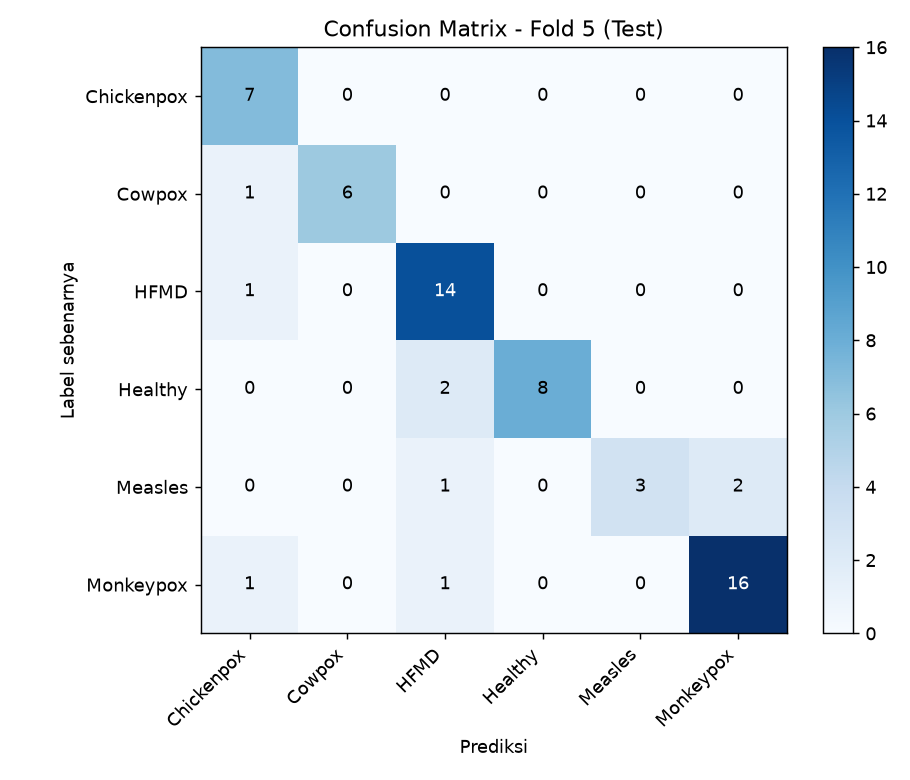 Confusion Matrix - Fold 5 (Test)
Label sebenarnya
Chickenpox 7 0 0 0 0 0
Cowpox 1 6 0 0 0 0
HFMD 1 0 14 0 0 0
Healthy 0 0 2 8 0 0
Measles 0 0 1 0 3 2
Monkeypox 1 0 1 0 0 16
Chickenpox Cowpox HFMD Healthy Measles Monkeypox
Prediksi
16
14
12
10
8
6
4
2
0